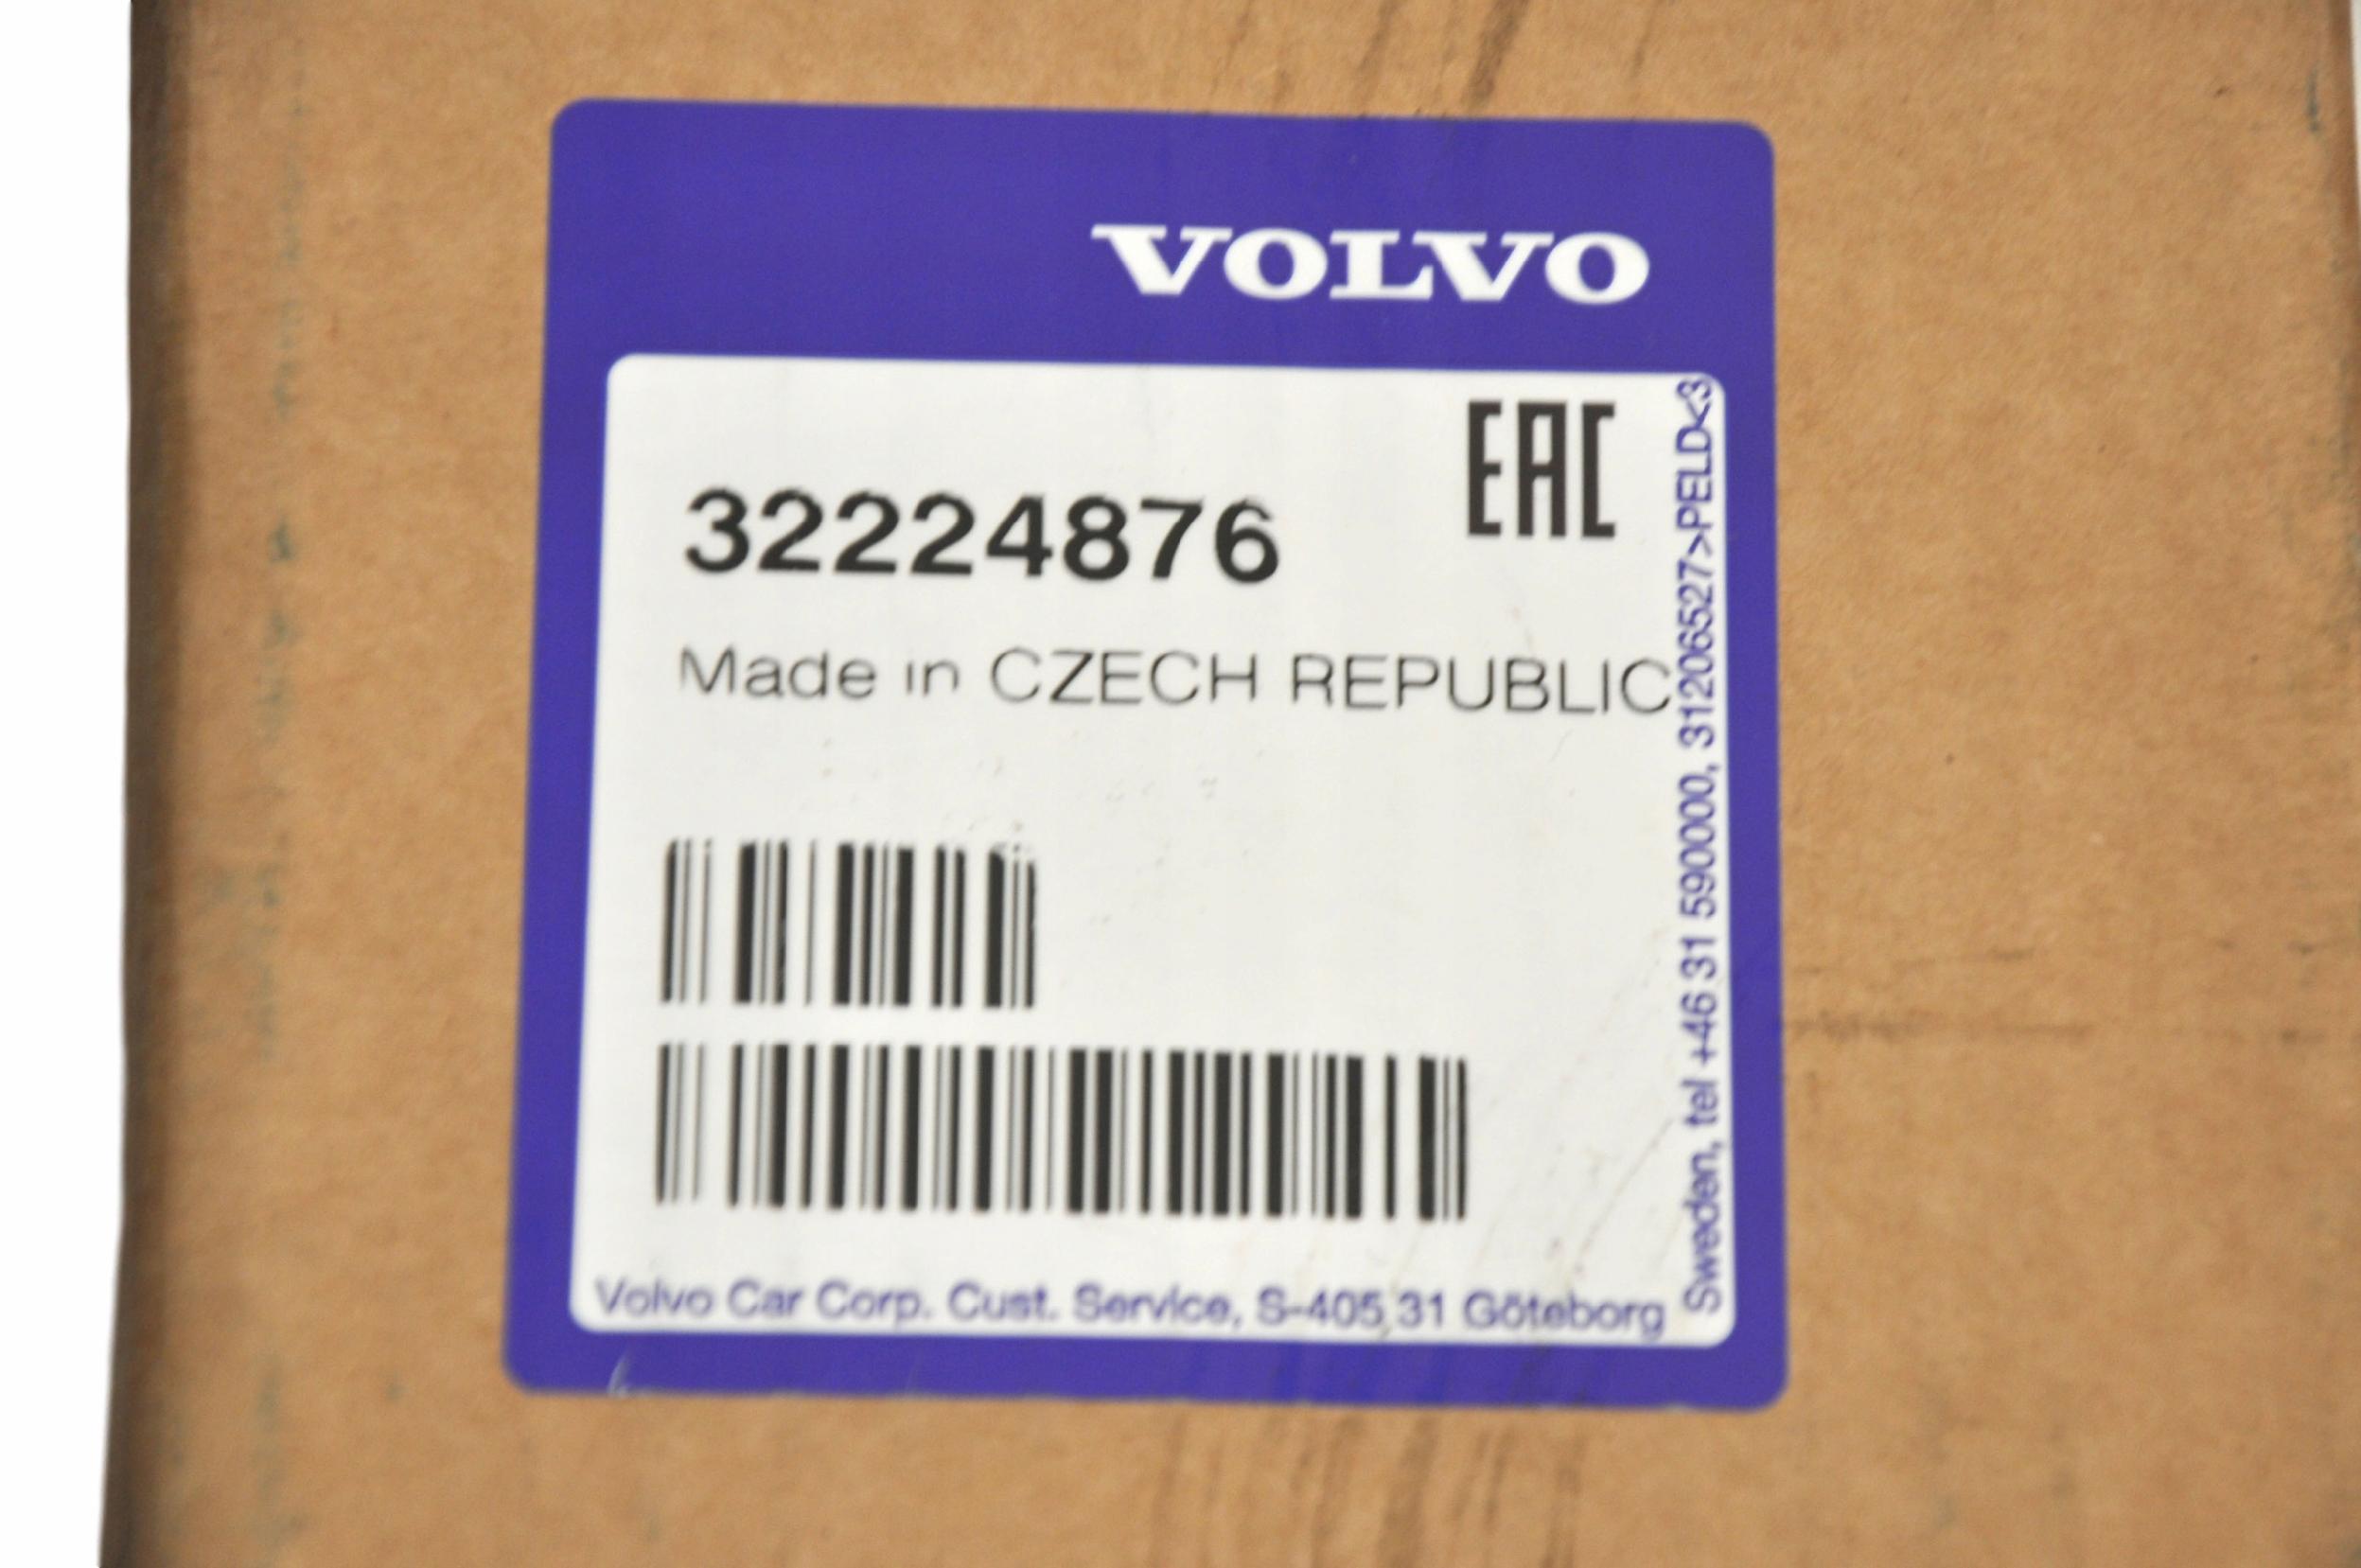 VOLVO
EAC
32224876
Made in CZECH REPUBLIC
Volvo Car Corp. Cust. Service, S-405 31 Göteborg
Sweden, tel +46 31 590000, 31206527>PELD<3